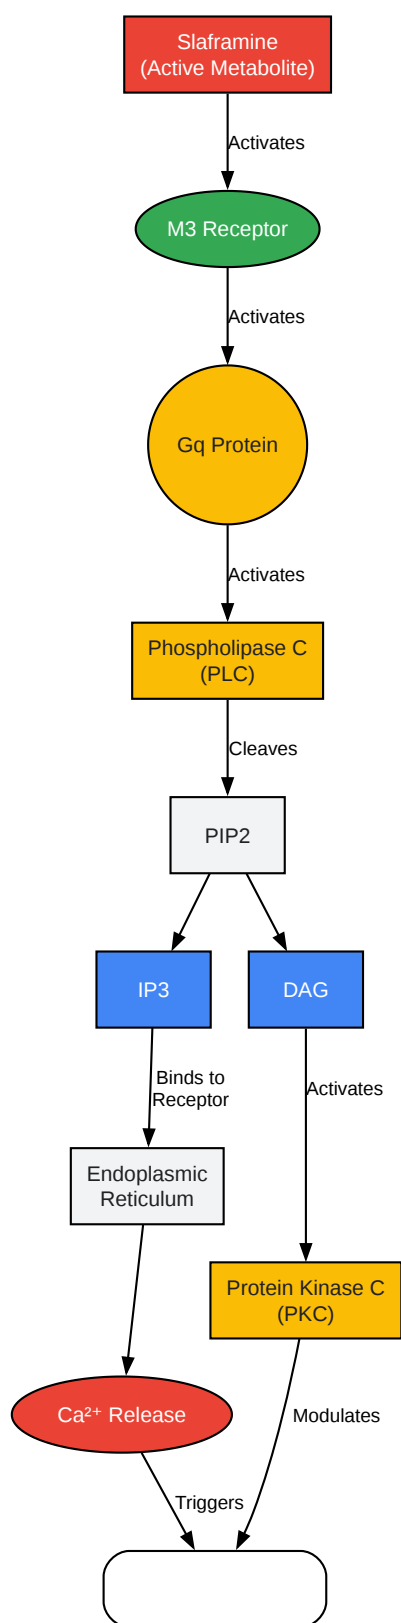 Slaframine
(Active Metabolite)
Activates
M3 Receptor
Activates
Gq Protein
Activates
Phospholipase C
(PLC)
Cleaves
PIP2
IP3
DAG
Binds to
Receptor
Activates
Endoplasmic
Reticulum
Protein Kinase C
(PKC)
Ca²⁺ Release
Modulates
Triggers